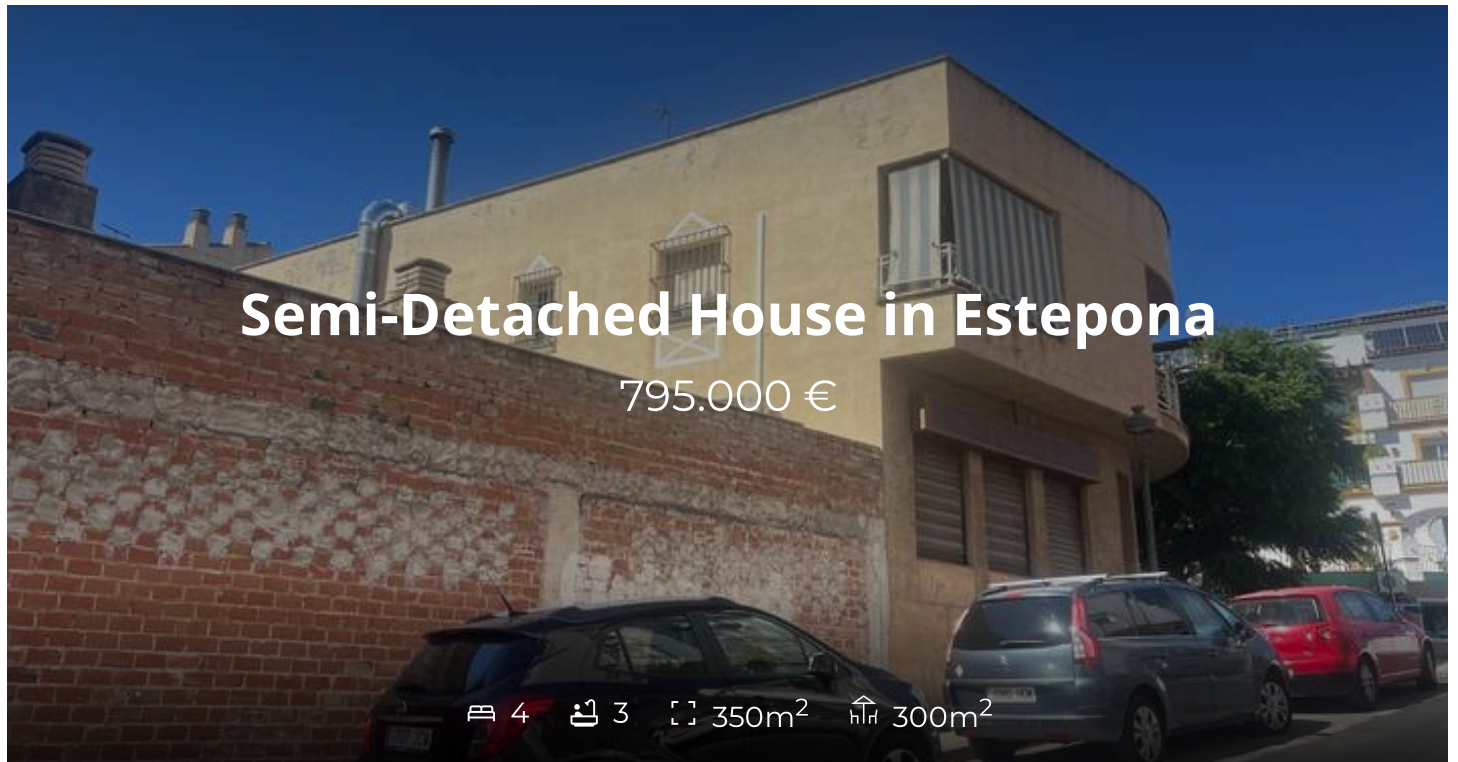 Semi-Detached House in Estepona
795.000 €
4 3 350m² 300m²